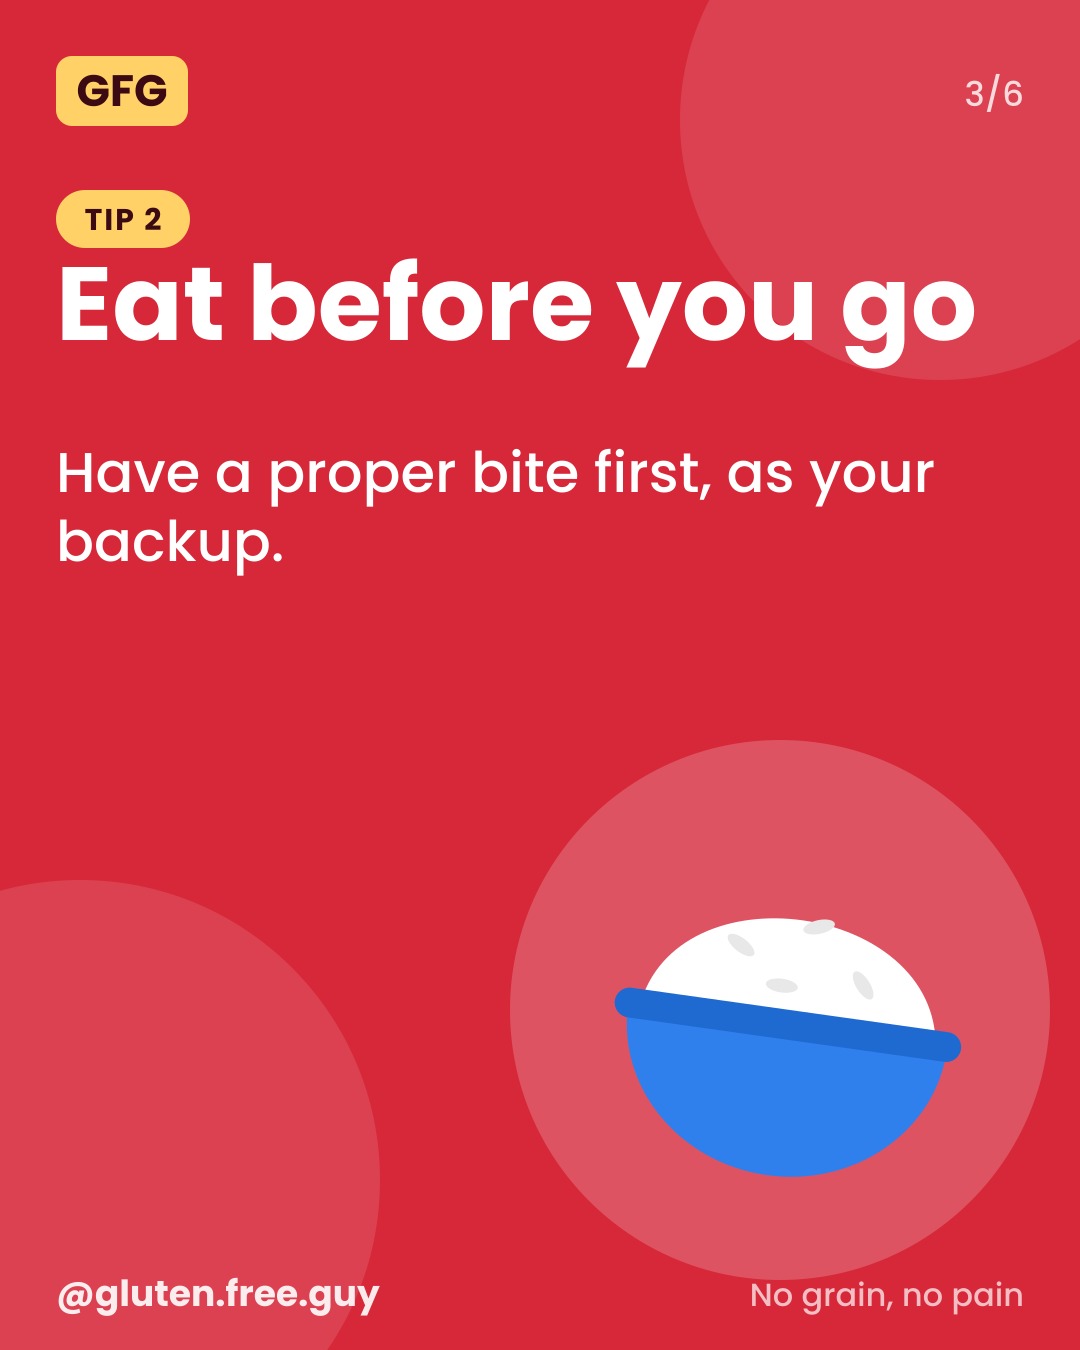 GFG
3/6
TIP 2
Eat before you go
Have a proper bite first, as your
backup.
@gluten.free.guy
No grain, no pain